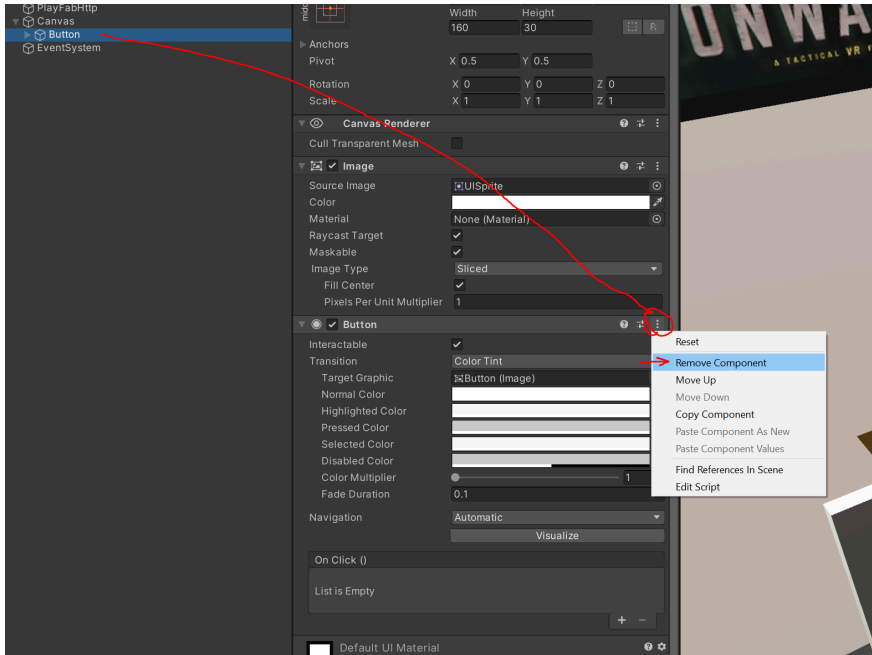 PlayFabHttp
Canvas
Button
EventSystem
Width Height
160 30
R
Anchors
Pivot X 0.5 Y 0.5
Rotation X 0 Y 0 Z 0
Scale X 1 Y 1 Z 1
Canvas Renderer
Cull Transparent Mesh
Image
Source Image UISprite
Color
Material None (Material)
Raycast Target
Maskable
Image Type Sliced
Fill Center
Pixels Per Unit Multiplier 1
Button
Interactable
Transition Color Tint
Target Graphic Button (Image)
Normal Color
Highlighted Color
Pressed Color
Selected Color
Disabled Color
Color Multiplier 1
Fade Duration 0.1
Navigation Automatic
Visualize
On Click ()
List is Empty
Default UI Material
Reset
Remove Component
Move Up
Move Down
Copy Component
Paste Component As New
Paste Component Values
Find References In Scene
Edit Script
ONWA
A TACTICAL VR